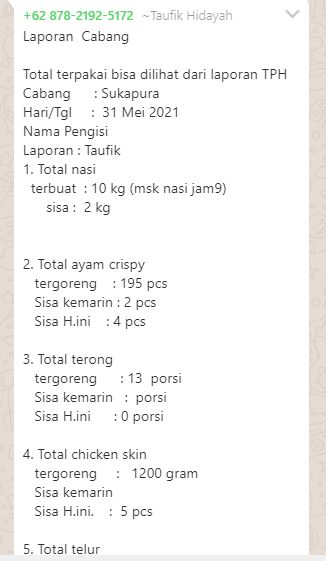 +62 878-2192-5172 ~Taufik Hidayah
Laporan Cabang
Total terpakai bisa dilihat dari laporan TPH
Cabang : Sukapura
Hari/Tgl : 31 Mei 2021
Nama Pengisi
Laporan : Taufik
1. Total nasi
terbuat : 10 kg (msk nasi jam9)
sisa : 2 kg
2. Total ayam crispy
tergoreng : 195 pcs
Sisa kemarin : 2 pcs
Sisa H.ini : 4 pcs
3. Total terong
tergoreng : 13 porsi
Sisa kemarin : porsi
Sisa H.ini : 0 porsi
4. Total chicken skin
tergoreng : 1200 gram
Sisa kemarin
Sisa H.ini. : 5 pcs
5. Total telur